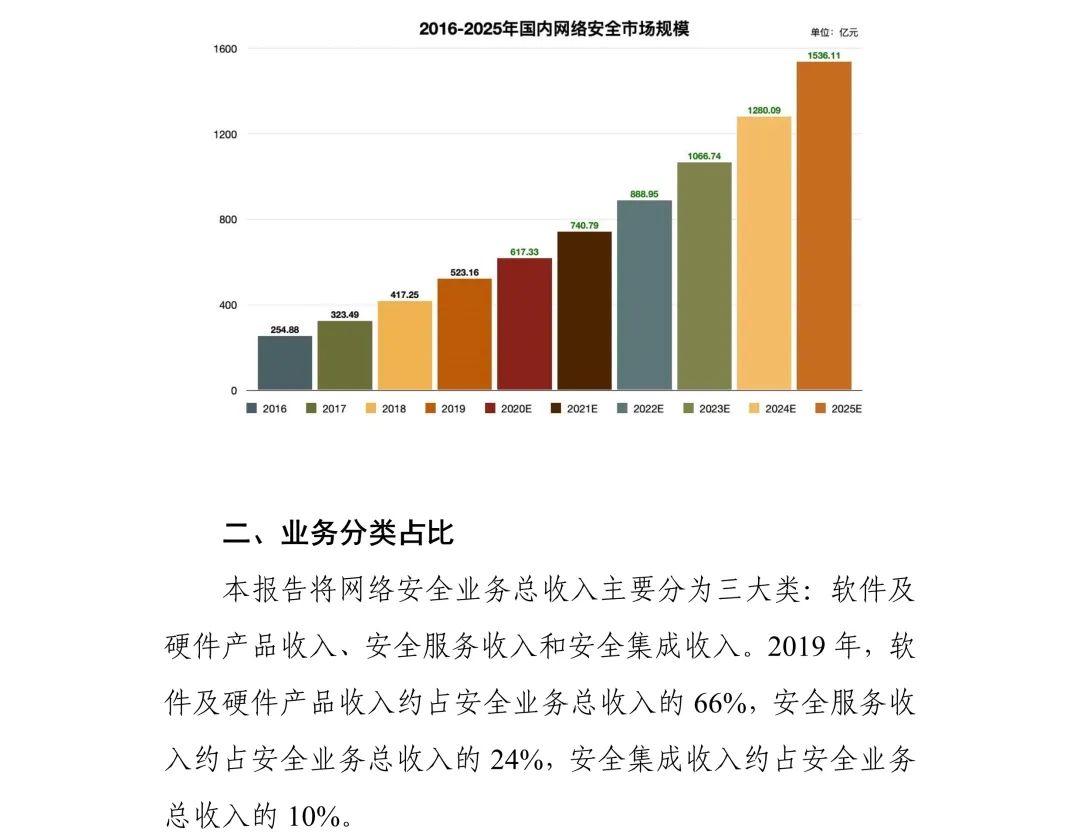 2016-2025年国内网络安全市场规模
单位：亿元
1600
1200
800
400
0
254.88
323.49
417.25
523.16
617.33
740.79
888.95
1066.74
1280.09
1536.11
2016 2017 2018 2019 2020E 2021E 2022E 2023E 2024E 2025E
二、业务分类占比
本报告将网络安全业务总收入主要分为三大类：软件及
硬件产品收入、安全服务收入和安全集成收入。2019 年，软
件及硬件产品收入约占安全业务总收入的 66%，安全服务收
入约占安全业务总收入的 24%，安全集成收入约占安全业务
总收入的 10%。